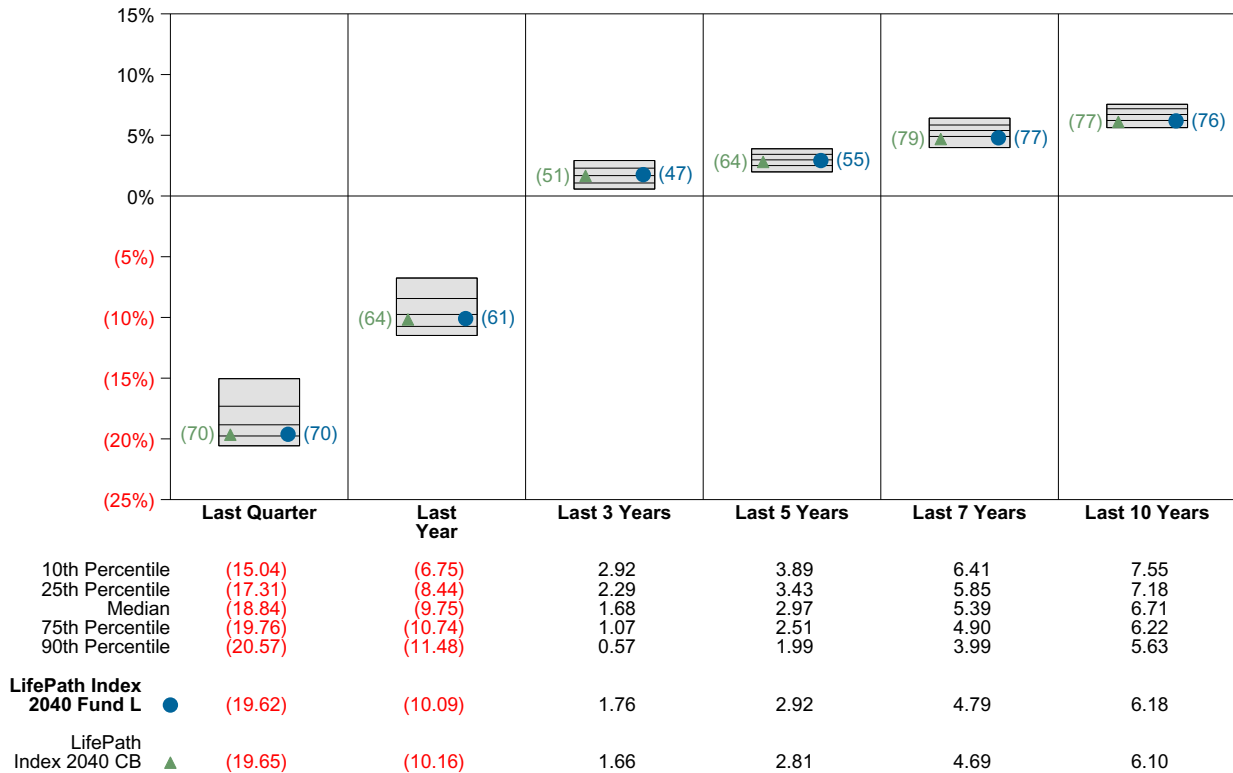 15%
10%
5%
0%
(5%)
(10%)
(15%)
(20%)
(25%)
(70) (70)
(64) (61)
(51) (47)
(64) (55)
(79) (77)
(77) (76)
Last Quarter Last Year Last 3 Years Last 5 Years Last 7 Years Last 10 Years
10th Percentile (15.04) (6.75) 2.92 3.89 6.41 7.55
25th Percentile (17.31) (8.44) 2.29 3.43 5.85 7.18
Median (18.84) (9.75) 1.68 2.97 5.39 6.71
75th Percentile (19.76) (10.74) 1.07 2.51 4.90 6.22
90th Percentile (20.57) (11.48) 0.57 1.99 3.99 5.63
LifePath Index
2040 Fund L (19.62) (10.09) 1.76 2.92 4.79 6.18
LifePath
Index 2040 CB (19.65) (10.16) 1.66 2.81 4.69 6.10